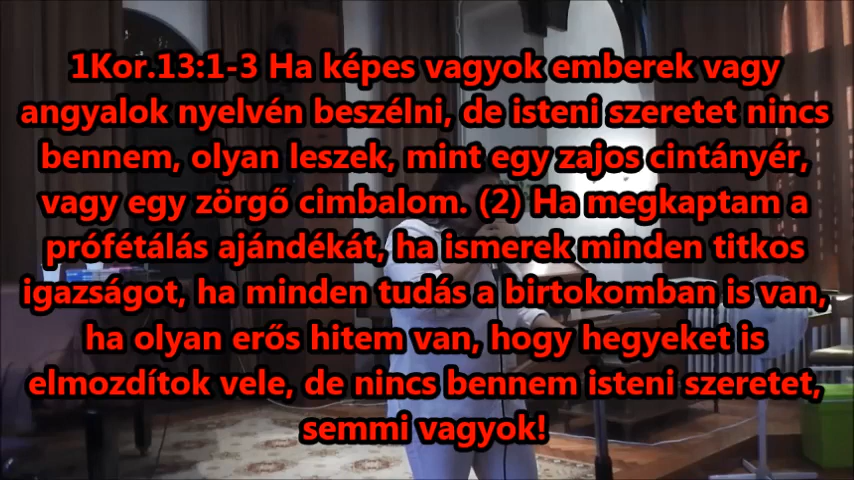 1Kor.13:1-3 Ha képes vagyok emberek vagy
angyalok nyelvén beszélni, de isteni szeretet nincs
bennem, olyan leszek, mint egy zajos cintányér,
vagy egy zörgő cimbalom. (2) Ha megkaptam a
prófétálás ajándékát, ha ismerek minden titkos
igazságot, ha minden tudás a birtokomban is van,
ha olyan erős hitem van, hogy hegyeket is
elmozdítok vele, de nincs bennem isteni szeretet,
semmi vagyok!